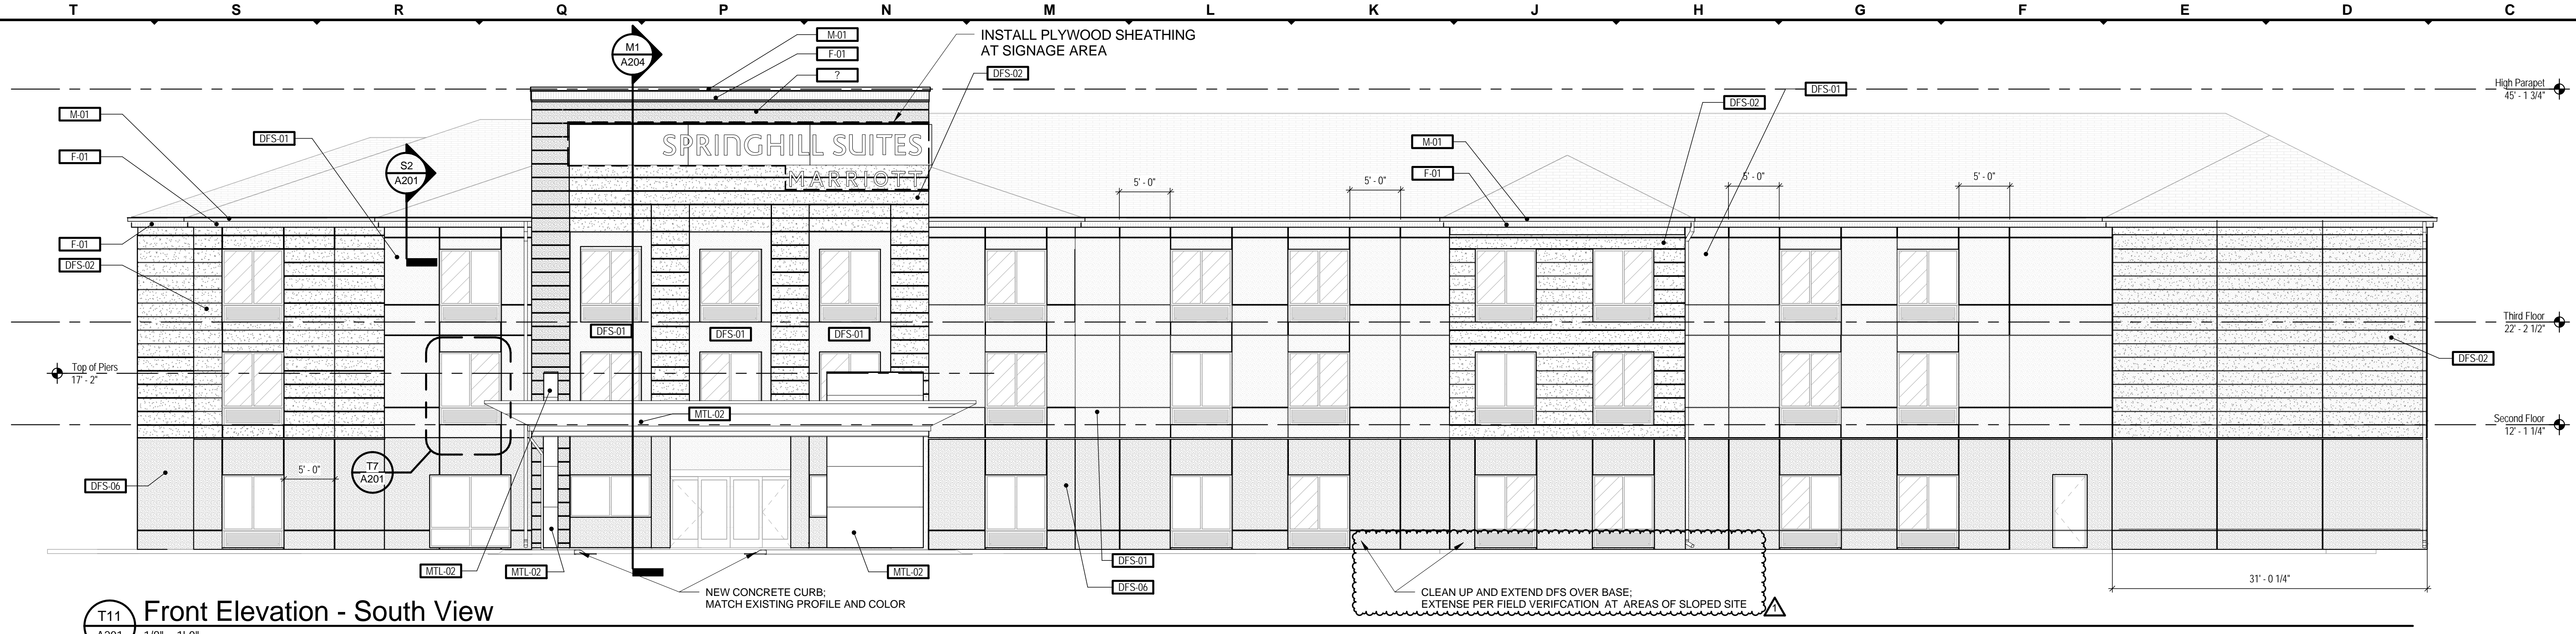 T S R Q P N M L K J H G F E D C
M1
A204
M-01
F-01
?
INSTALL PLYWOOD SHEATHING
AT SIGNAGE AREA
DFS-02
High Parapet
45' - 1 3/4"
DFS-01
DFS-02
M-01
DFS-01
F-01
S2
A201
SPRINGHILL SUITES
MARRIOTT
M-01
F-01
5' - 0"
5' - 0"
5' - 0"
5' - 0"
F-01
DFS-02
DFS-01
DFS-01
DFS-01
Third Floor
22' - 2 1/2"
DFS-02
Top of Piers
17' - 2"
MTL-02
Second Floor
12' - 1 1/4"
T7
A201
5' - 0"
DFS-06
MTL-02
MTL-02
MTL-02
DFS-01
DFS-06
NEW CONCRETE CURB;
MATCH EXISTING PROFILE AND COLOR
CLEAN UP AND EXTEND DFS OVER BASE;
EXTENSE PER FIELD VERIFCATION AT AREAS OF SLOPED SITE
1
31' - 0 1/4"
T11
Front Elevation - South View